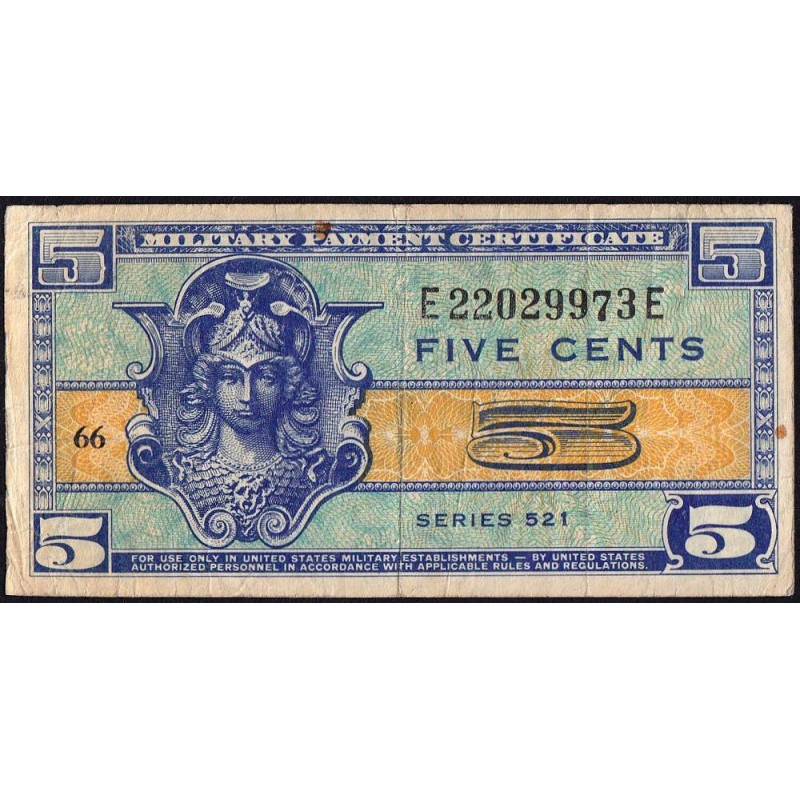 5 MILITARY PAYMENT CERTIFICATE 5
E22029973E
FIVE CENTS
66
5
SERIES 521
5 5
FOR USE ONLY IN UNITED STATES MILITARY ESTABLISHMENTS — BY UNITED STATES
AUTHORIZED PERSONNEL IN ACCORDANCE WITH APPLICABLE RULES AND REGULATIONS.